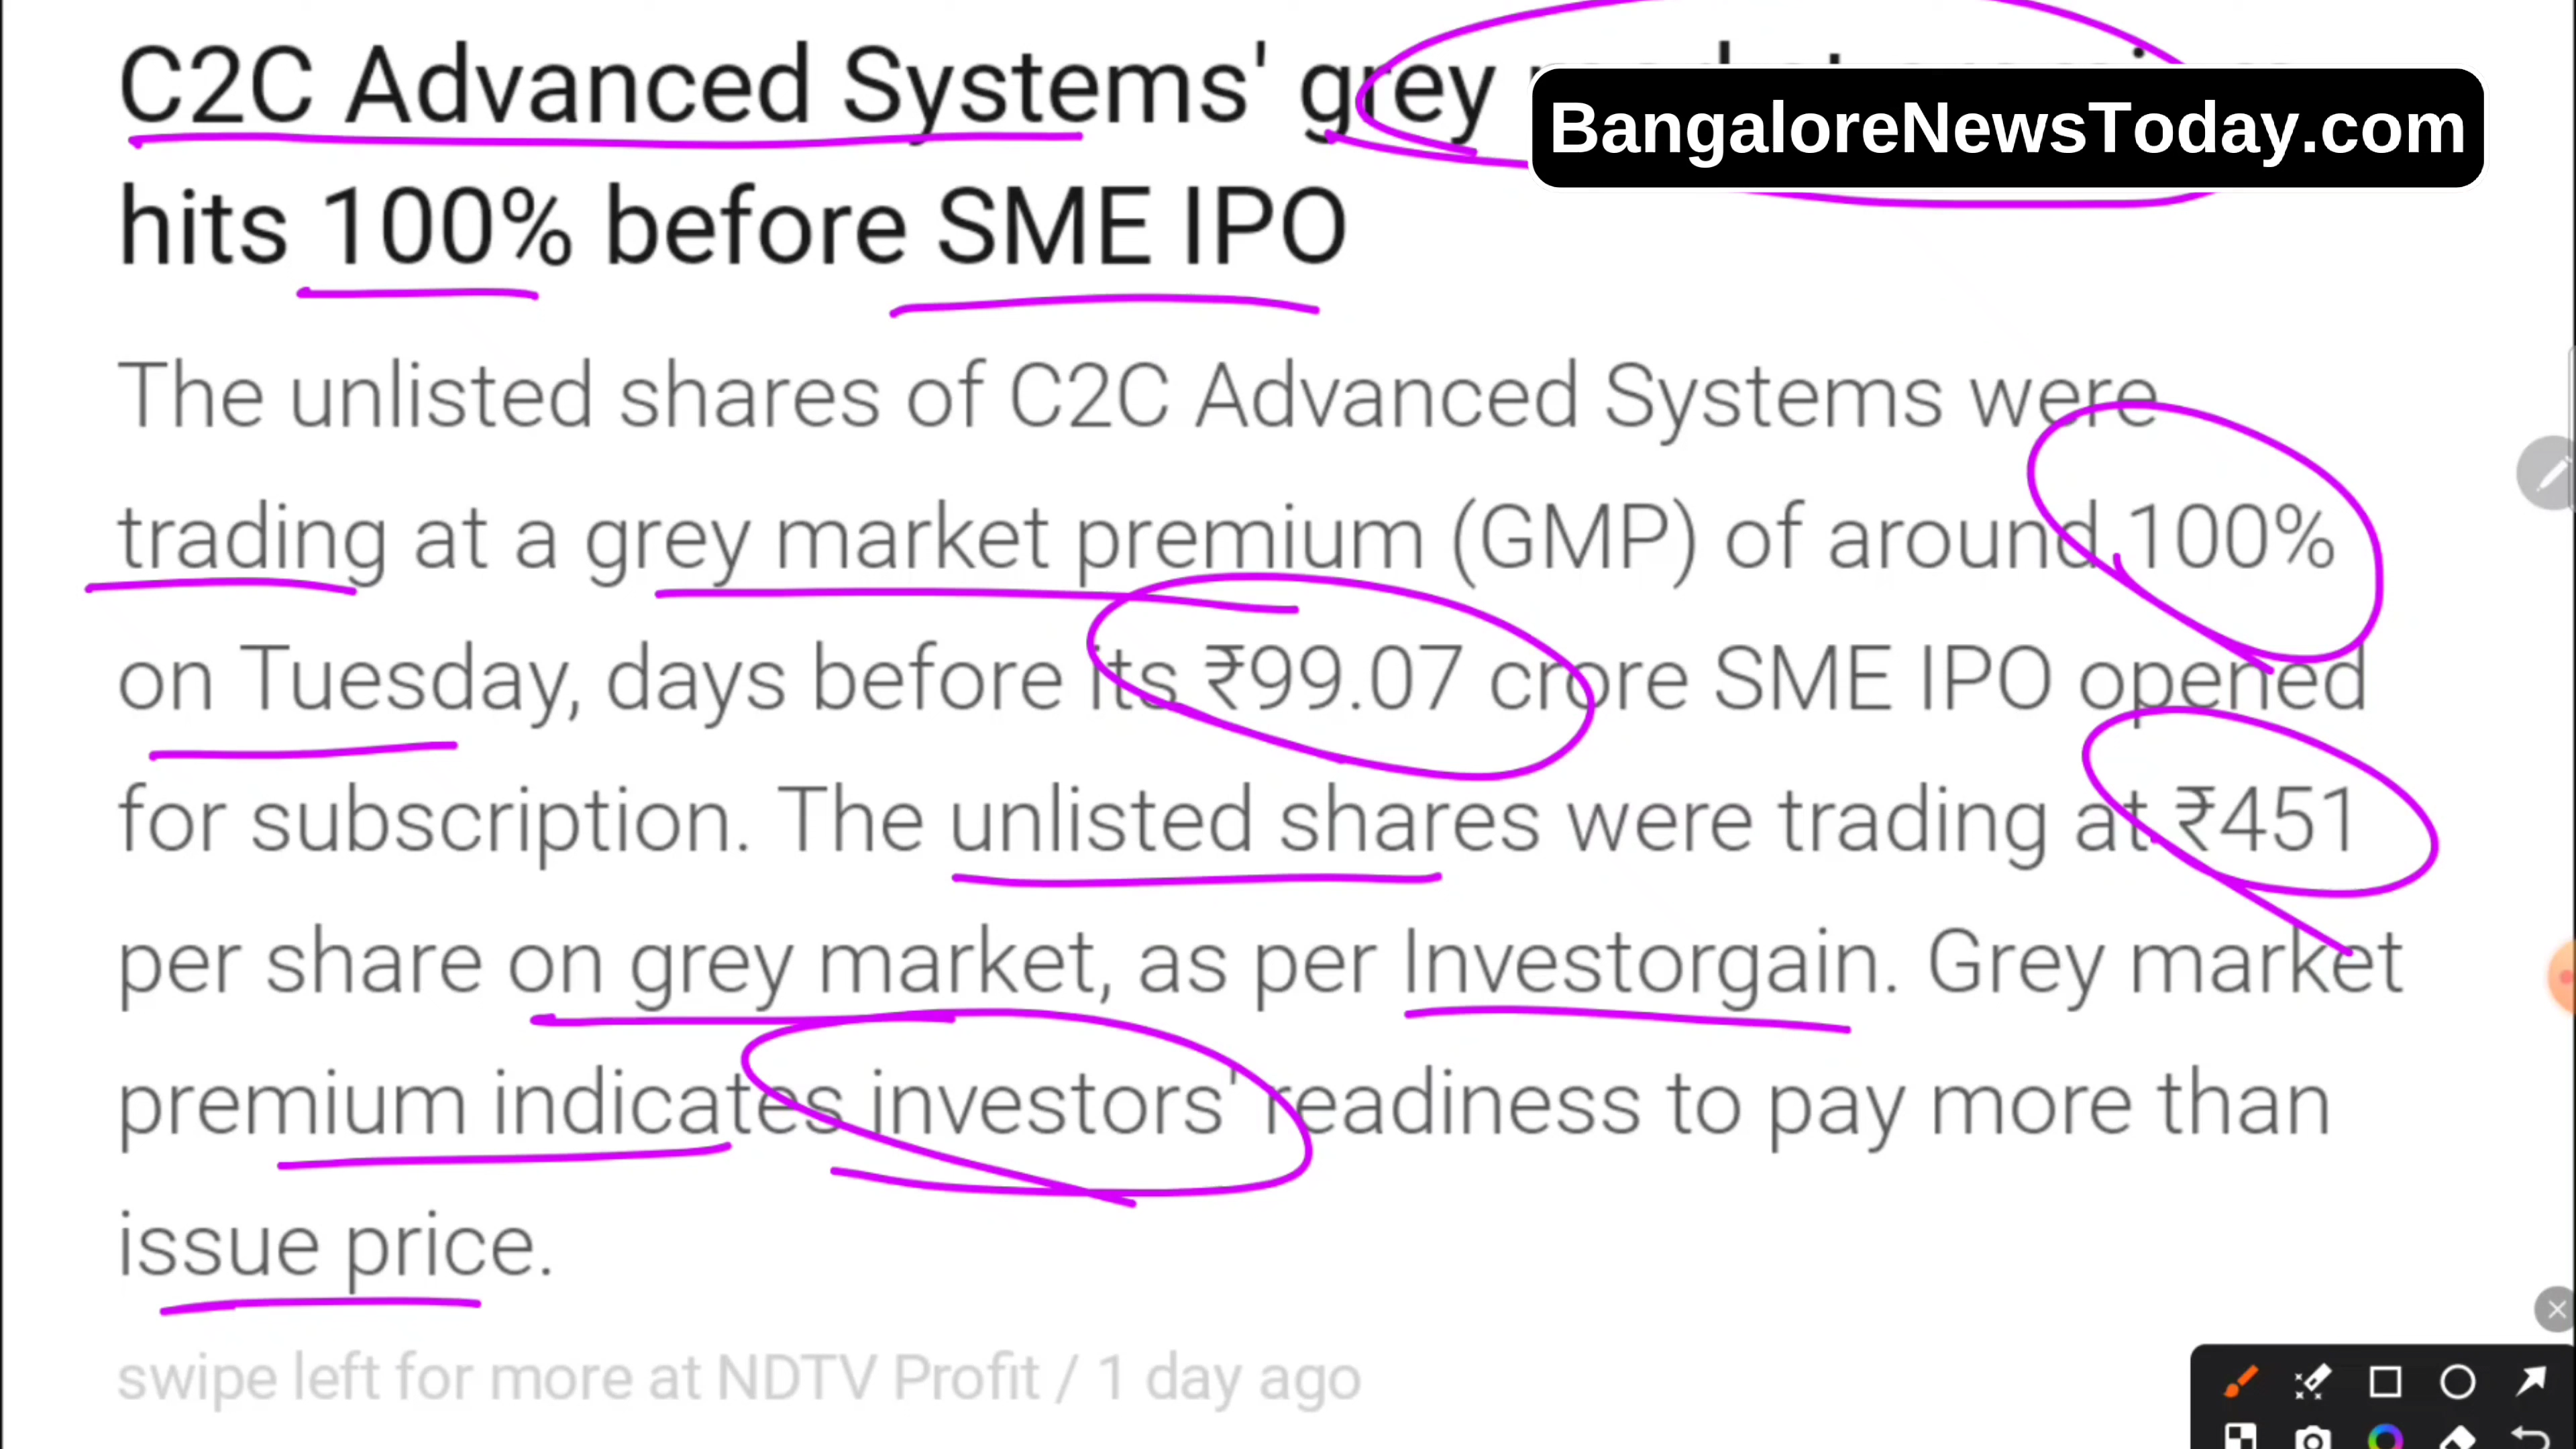 C2C Advanced Systems' grey
BangaloreNewsToday.com
hits 100% before SME IPO
The unlisted shares of C2C Advanced Systems were
trading at a grey market premium (GMP) of around 100%
on Tuesday, days before its ₹99.07 crore SME IPO opened
for subscription. The unlisted shares were trading at ₹451
per share on grey market, as per Investorgain. Grey market
premium indicates investors' readiness to pay more than
issue price.
swipe left for more at NDTV Profit / 1 day ago